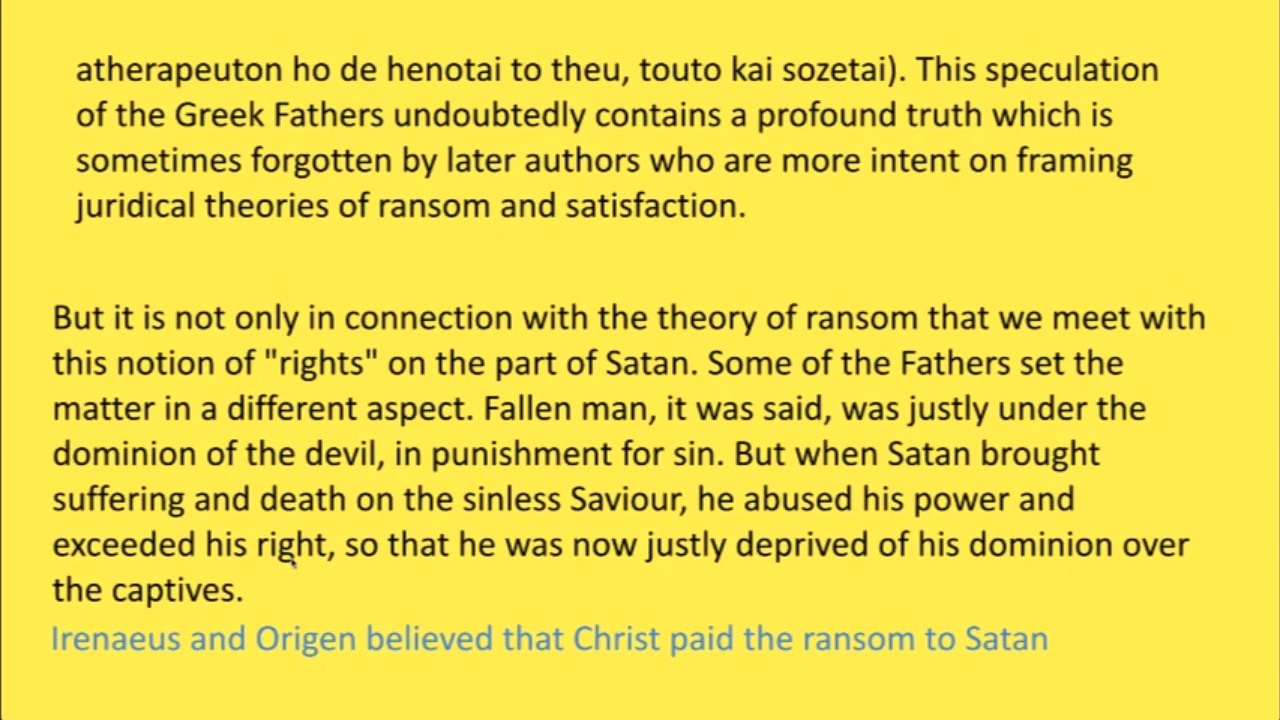 atherapeuton ho de henotai to theu, touto kai sozetai). This speculation
of the Greek Fathers undoubtedly contains a profound truth which is
sometimes forgotten by later authors who are more intent on framing
juridical theories of ransom and satisfaction.
But it is not only in connection with the theory of ransom that we meet with
this notion of "rights" on the part of Satan. Some of the Fathers set the
matter in a different aspect. Fallen man, it was said, was justly under the
dominion of the devil, in punishment for sin. But when Satan brought
suffering and death on the sinless Saviour, he abused his power and
exceeded his right, so that he was now justly deprived of his dominion over
the captives.
Irenaeus and Origen believed that Christ paid the ransom to Satan